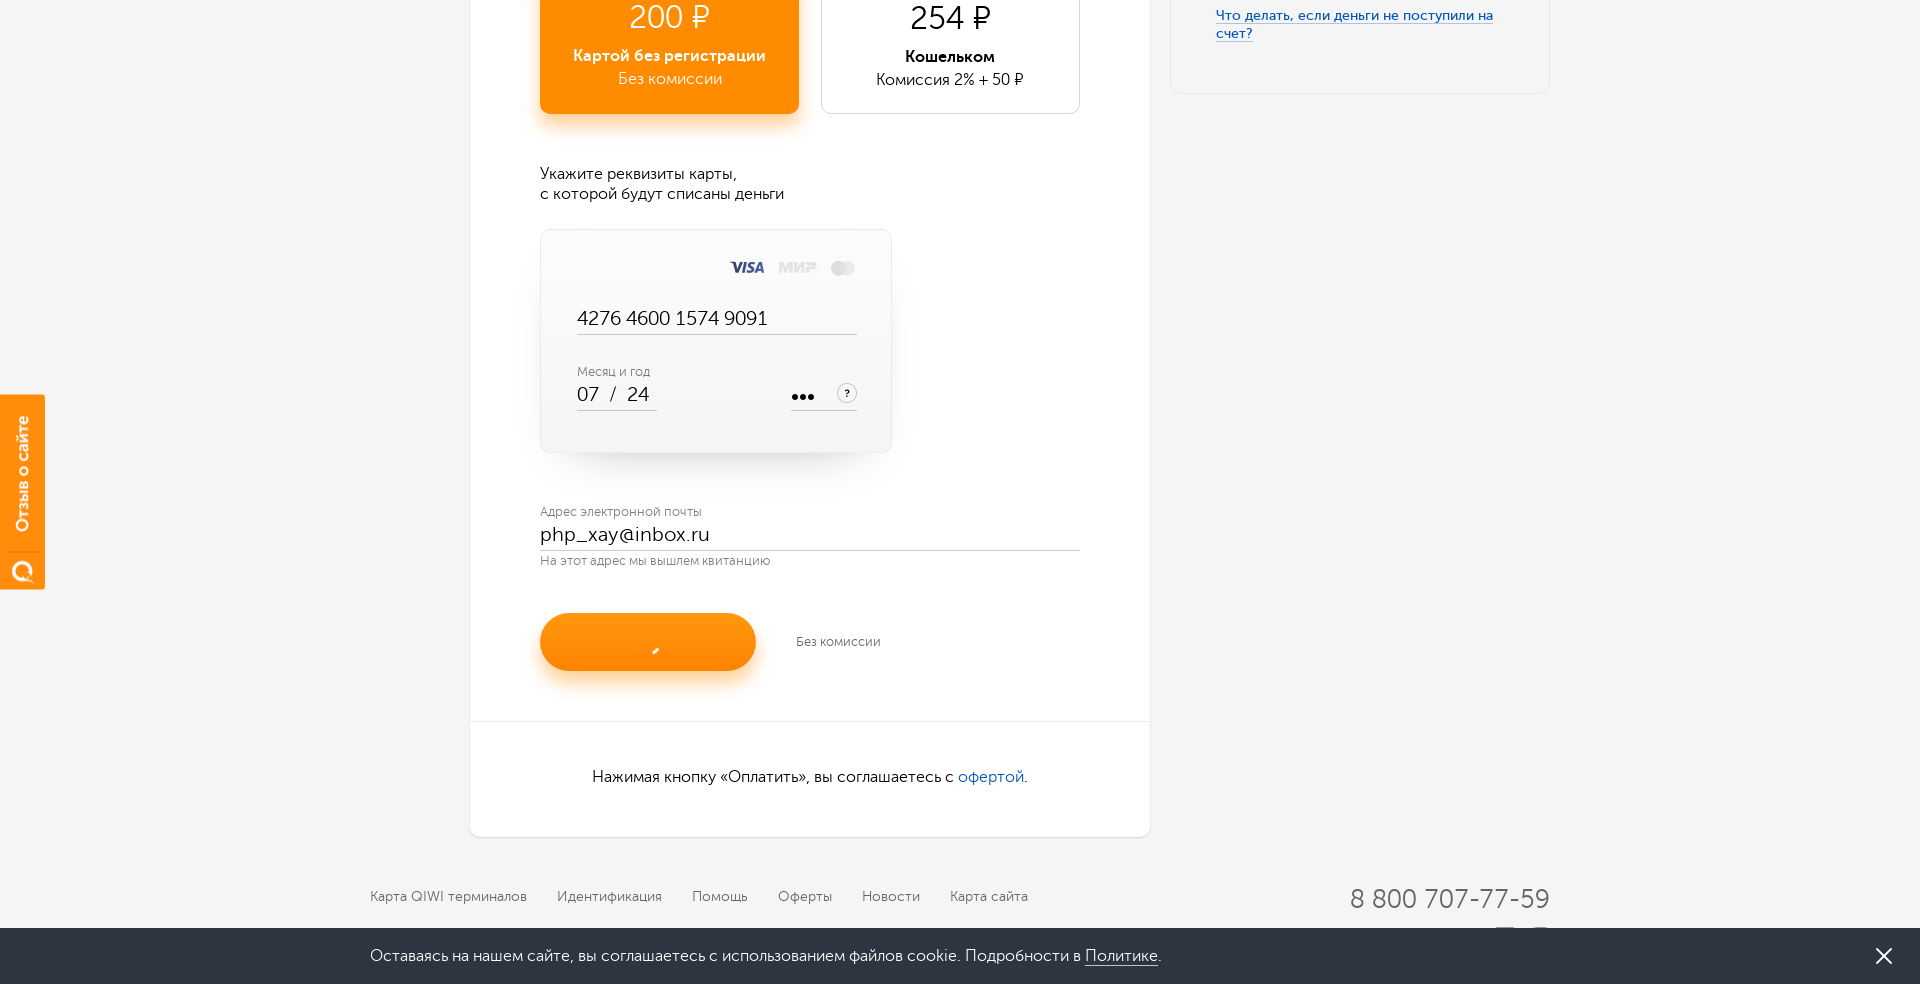 200 ₽
Картой без регистрации
Без комиссии
254 ₽
Кошельком
Комиссия 2% + 50 ₽
Что делать, если деньги не поступили на
счет?
Укажите реквизиты карты,
с которой будут списаны деньги
VISA МИР
4276 4600 1574 9091
Месяц и год
07 / 24
••• ?
Адрес электронной почты
php_xay@inbox.ru
На этот адрес мы вышлем квитанцию
Без комиссии
Нажимая кнопку «Оплатить», вы соглашаетесь с офертой.
Отзыв о сайте
Карта QIWI терминалов Идентификация Помощь Оферты Новости Карта сайта
8 800 707-77-59
Оставаясь на нашем сайте, вы соглашаетесь с использованием файлов cookie. Подробности в Политике.